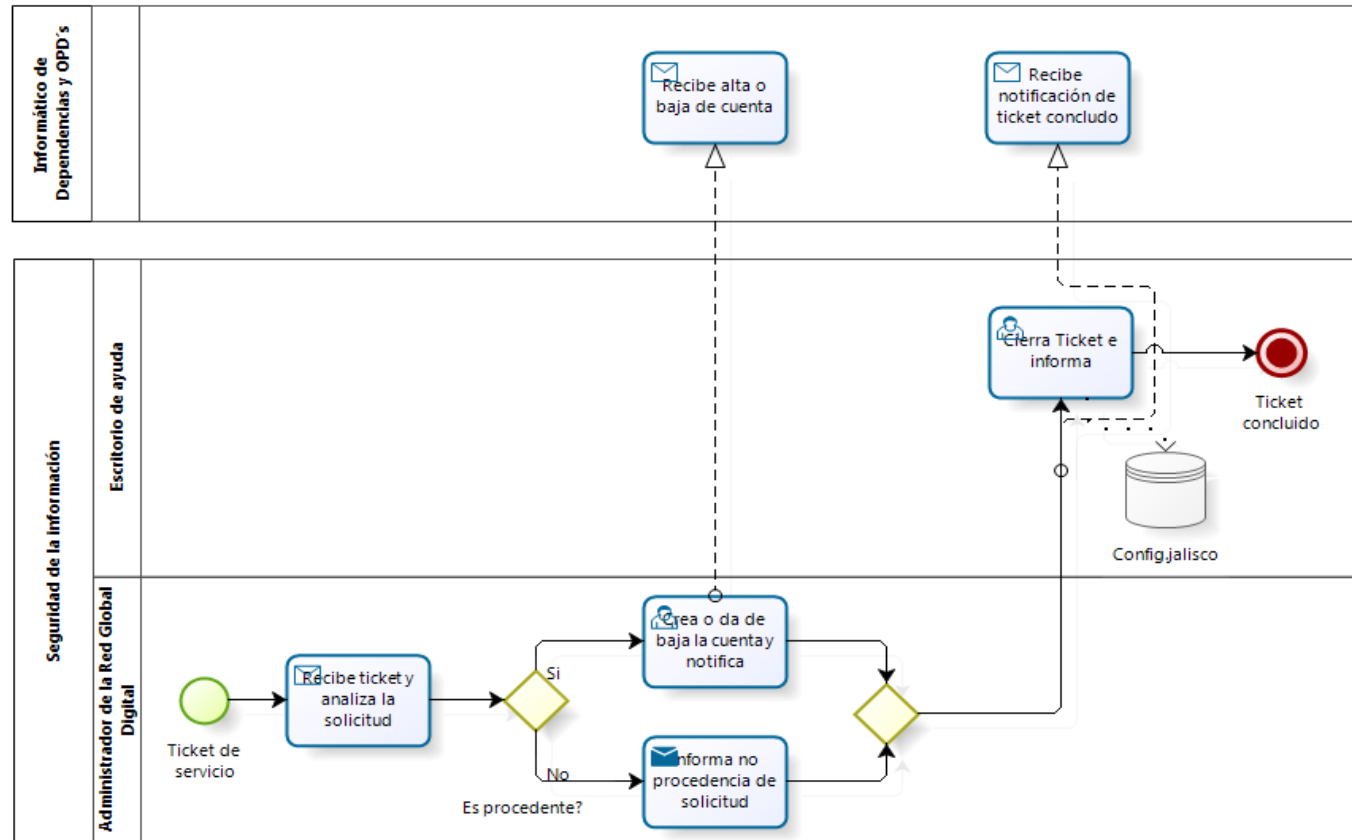 Informático de
Dependencias y OPD´s
Recibe alta o
baja de cuenta
Recibe
notificación de
ticket concludo
Seguridad de la información
Escritorio de ayuda
Cierra Ticket e
informa
Ticket
concluido
Config.jalisco
Administrador de la Red Global
Digital
Ticket de
servicio
Recibe ticket y
analiza la
solicitud
Es procedente?
Si
No
Crea o da de
baja la cuenta y
notifica
Informa no
procedencia de
solicitud